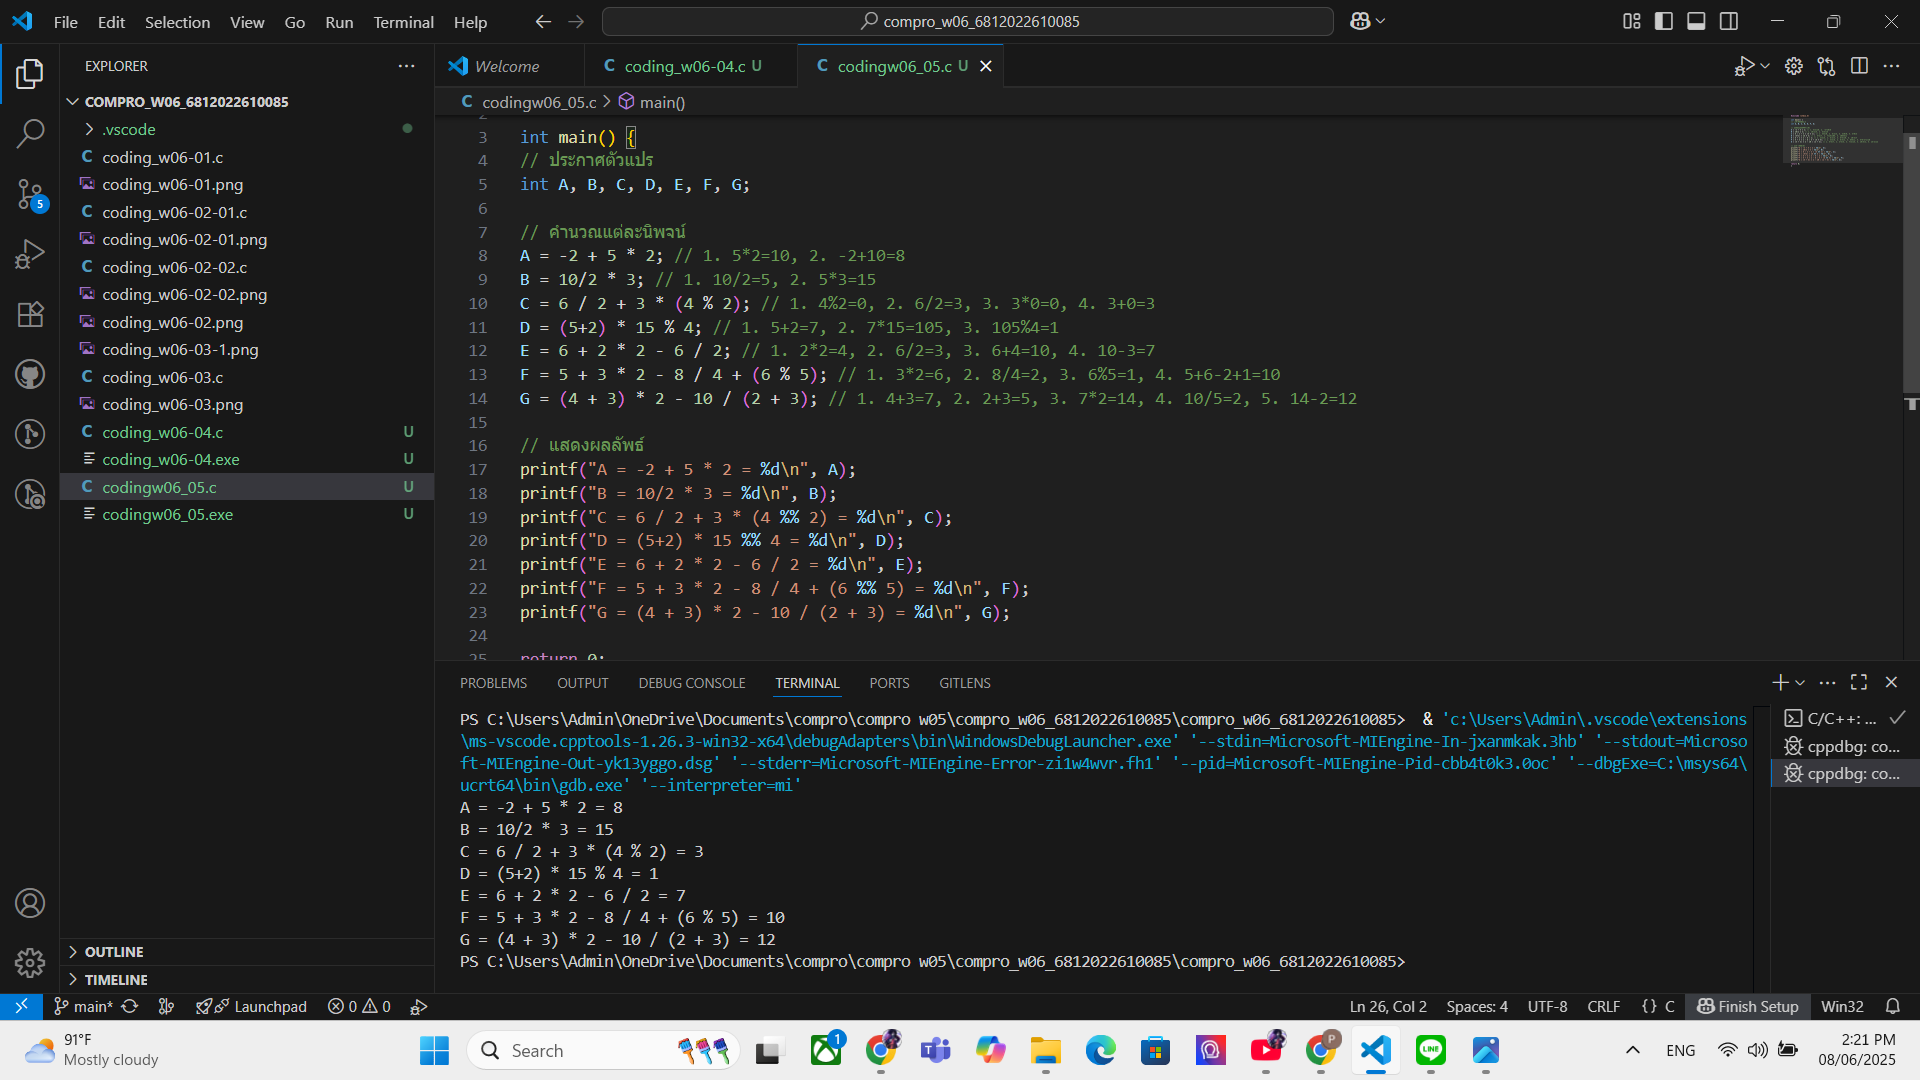 File Edit Selection View Go Run Terminal Help compro_w06_6812022610085
EXPLORER
COMPRO_W06_6812022610085
.vscode
C coding_w06-01.c
coding_w06-01.png
C coding_w06-02-01.c
coding_w06-02-01.png
C coding_w06-02-02.c
coding_w06-02-02.png
coding_w06-02.png
coding_w06-03-1.png
C coding_w06-03.c
coding_w06-03.png
C coding_w06-04.c U
coding_w06-04.exe U
C codingw06_05.c U
codingw06_05.exe U
OUTLINE
TIMELINE
5
Welcome C coding_w06-04.c U C codingw06_05.c U
C codingw06_05.c > main()
2
3 int main() {
4 // ประกาศตัวแปร
5 int A, B, C, D, E, F, G;
6
7 // คำนวณแต่ละนิพจน์
8 A = -2 + 5 * 2; // 1. 5*2=10, 2. -2+10=8
9 B = 10/2 * 3; // 1. 10/2=5, 2. 5*3=15
10 C = 6 / 2 + 3 * (4 % 2); // 1. 4%2=0, 2. 6/2=3, 3. 3*0=0, 4. 3+0=3
11 D = (5+2) * 15 % 4; // 1. 5+2=7, 2. 7*15=105, 3. 105%4=1
12 E = 6 + 2 * 2 - 6 / 2; // 1. 2*2=4, 2. 6/2=3, 3. 6+4=10, 4. 10-3=7
13 F = 5 + 3 * 2 - 8 / 4 + (6 % 5); // 1. 3*2=6, 2. 8/4=2, 3. 6%5=1, 4. 5+6-2+1=10
14 G = (4 + 3) * 2 - 10 / (2 + 3); // 1. 4+3=7, 2. 2+3=5, 3. 7*2=14, 4. 10/5=2, 5. 14-2=12
15
16 // แสดงผลลัพธ์
17 printf("A = -2 + 5 * 2 = %d\n", A);
18 printf("B = 10/2 * 3 = %d\n", B);
19 printf("C = 6 / 2 + 3 * (4 %% 2) = %d\n", C);
20 printf("D = (5+2) * 15 %% 4 = %d\n", D);
21 printf("E = 6 + 2 * 2 - 6 / 2 = %d\n", E);
22 printf("F = 5 + 3 * 2 - 8 / 4 + (6 %% 5) = %d\n", F);
23 printf("G = (4 + 3) * 2 - 10 / (2 + 3) = %d\n", G);
24
25 return 0;
PROBLEMS OUTPUT DEBUG CONSOLE TERMINAL PORTS GITLENS
PS C:\Users\Admin\OneDrive\Documents\compro\compro w05\compro_w06_6812022610085\compro_w06_6812022610085> & 'c:\Users\Admin\.vscode\extensions
\ms-vscode.cpptools-1.26.3-win32-x64\debugAdapters\bin\WindowsDebugLauncher.exe' '--stdin=Microsoft-MIEngine-In-jxanmkak.3hb' '--stdout=Microso
ft-MIEngine-Out-yk13yggo.dsg' '--stderr=Microsoft-MIEngine-Error-zi1w4wvr.fh1' '--pid=Microsoft-MIEngine-Pid-cbb4t0k3.0oc' '--dbgExe=C:\msys64\
ucrt64\bin\gdb.exe' '--interpreter=mi'
A = -2 + 5 * 2 = 8
B = 10/2 * 3 = 15
C = 6 / 2 + 3 * (4 % 2) = 3
D = (5+2) * 15 % 4 = 1
E = 6 + 2 * 2 - 6 / 2 = 7
F = 5 + 3 * 2 - 8 / 4 + (6 % 5) = 10
G = (4 + 3) * 2 - 10 / (2 + 3) = 12
PS C:\Users\Admin\OneDrive\Documents\compro\compro w05\compro_w06_6812022610085\compro_w06_6812022610085>
C/C++: ...
cppdbg: co...
cppdbg: co...
main* Launchpad 0 0 Ln 26, Col 2 Spaces: 4 UTF-8 CRLF {} C Finish Setup Win32
91°F
Mostly cloudy
Search
1
P
LINE
ENG
2:21 PM
08/06/2025